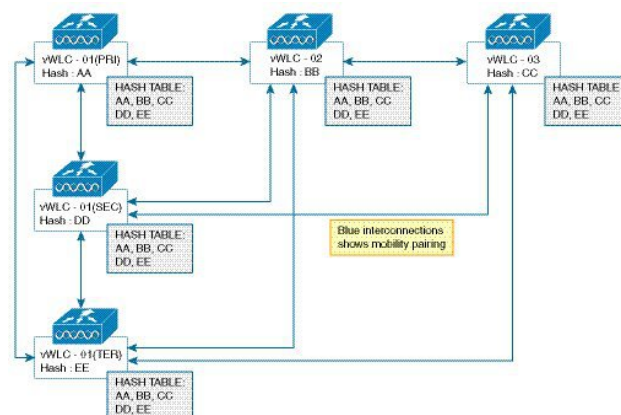 vWLC - 01(PRI)
Hash : AA
HASH TABLE:
AA, BB, CC
DD, EE
vWLC - 02
Hash : BB
HASH TABLE:
AA, BB, CC
DD, EE
vWLC - 03
Hash : CC
HASH TABLE:
AA, BB, CC
DD, EE
vWLC - 01(SEC)
Hash : DD
HASH TABLE:
AA, BB, CC
DD, EE
Blue interconnections
shows mobility pairing
vWLC - 01(TER)
Hash : EE
HASH TABLE:
AA, BB, CC
DD, EE